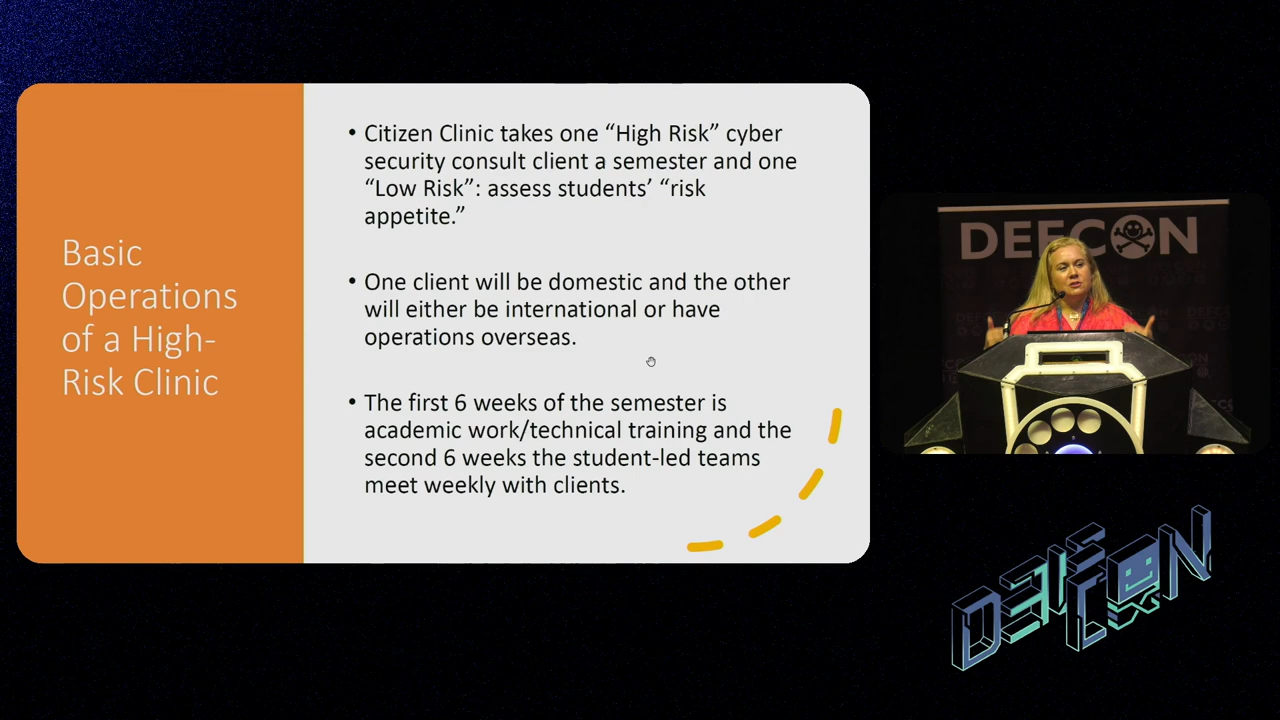 Basic
Operations
of a High-
Risk Clinic
• Citizen Clinic takes one “High Risk” cyber
security consult client a semester and one
“Low Risk”: assess students’ “risk
appetite.”
• One client will be domestic and the other
will either be international or have
operations overseas.
• The first 6 weeks of the semester is
academic work/technical training and the
second 6 weeks the student-led teams
meet weekly with clients.
DEFCON
DEFCON